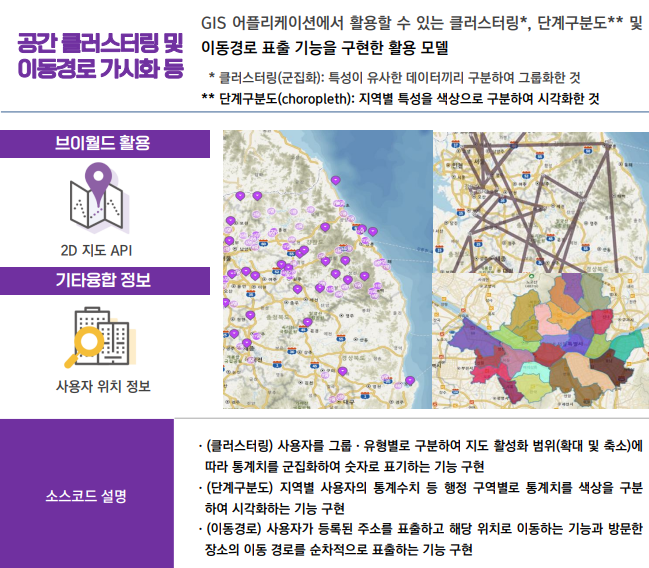 공간 클러스터링 및
이동경로 가시화 등
GIS 어플리케이션에서 활용할 수 있는 클러스터링*, 단계구분도** 및
이동경로 표출 기능을 구현한 활용 모델
* 클러스터링(군집화): 특성이 유사한 데이터끼리 구분하여 그룹화한 것
** 단계구분도(choropleth): 지역별 특성을 색상으로 구분하여 시각화한 것
브이월드 활용
2D 지도 API
기타융합 정보
사용자 위치 정보
소스코드 설명
· (클러스터링) 사용자를 그룹 · 유형별로 구분하여 지도 활성화 범위(확대 및 축소)에
따라 통계치를 군집화하여 숫자로 표기하는 기능 구현
· (단계구분도) 지역별 사용자의 통계수치 등 행정 구역별로 통계치를 색상을 구분
하여 시각화하는 기능 구현
· (이동경로) 사용자가 등록된 주소를 표출하고 해당 위치로 이동하는 기능과 방문한
장소의 이동 경로를 순차적으로 표출하는 기능 구현